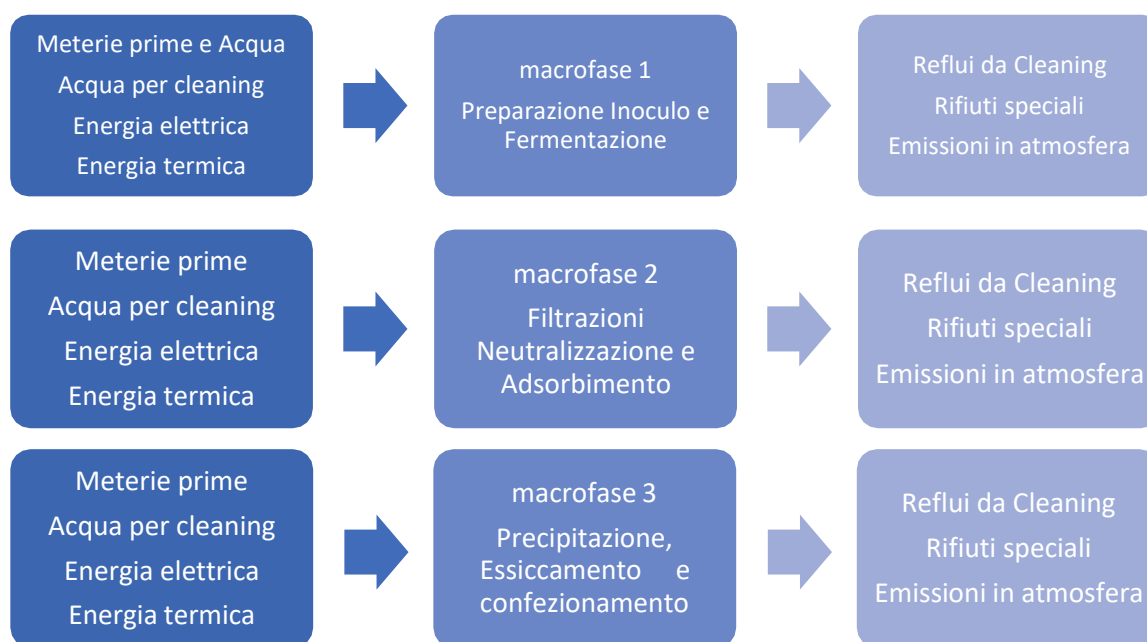 Meterie prime e Acqua
Acqua per cleaning
Energia elettrica
Energia termica
macrofase 1
Preparazione Inoculo e
Fermentazione
Reflui da Cleaning
Rifiuti speciali
Emissioni in atmosfera
Meterie prime
Acqua per cleaning
Energia elettrica
Energia termica
macrofase 2
Filtrazioni
Neutralizzazione e
Adsorbimento
Reflui da Cleaning
Rifiuti speciali
Emissioni in atmosfera
Meterie prime
Acqua per cleaning
Energia elettrica
Energia termica
macrofase 3
Precipitazione,
Essiccamento e
confezionamento
Reflui da Cleaning
Rifiuti speciali
Emissioni in atmosfera